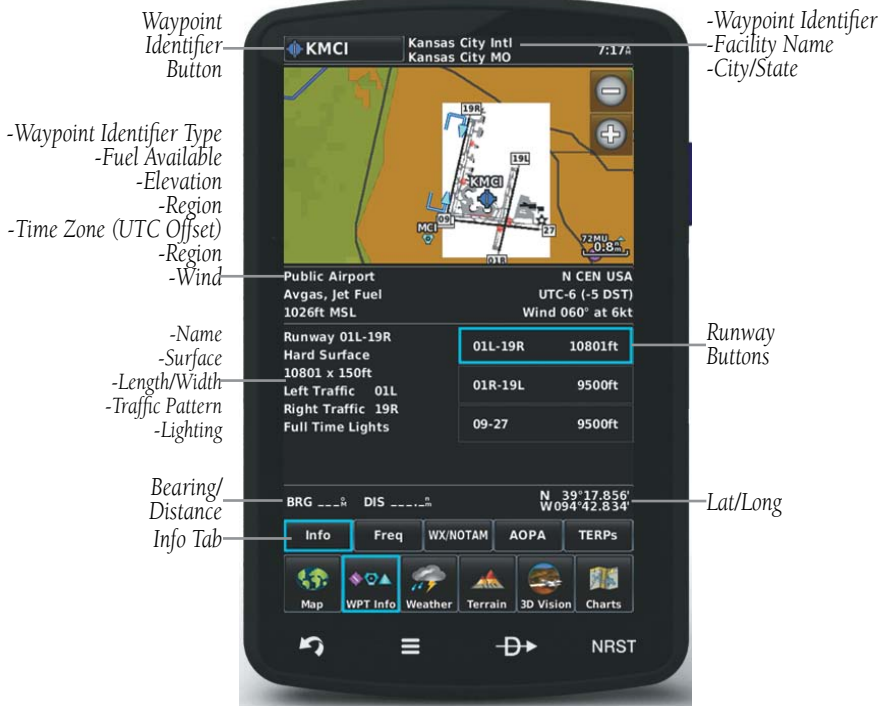 Waypoint
Identifier
Button
-Waypoint Identifier
-Facility Name
-City/State
KMCI
Kansas City Intl
Kansas City MO
7:17
19R
19L
KMCI
MCI
09
27
01R
72MU
0.8
-Waypoint Identifier Type
-Fuel Available
-Elevation
-Region
-Time Zone (UTC Offset)
-Region
-Wind
Public Airport
N CEN USA
Avgas, Jet Fuel
UTC-6 (-5 DST)
1026ft MSL
Wind 060° at 6kt
-Name
-Surface
-Length/Width
-Traffic Pattern
-Lighting
Runway 01L-19R
Hard Surface
10801 x 150ft
Left Traffic 01L
Right Traffic 19R
Full Time Lights
01L-19R 10801ft
01R-19L 9500ft
09-27 9500ft
Runway
Buttons
Bearing/
Distance
BRG ___°M DIS ___._nm
N 39°17.856'
W094°42.834'
Lat/Long
Info Tab
Info Freq WX/NOTAM AOPA TERPs
Map WPT Info Weather Terrain 3D Vision Charts
D NRST